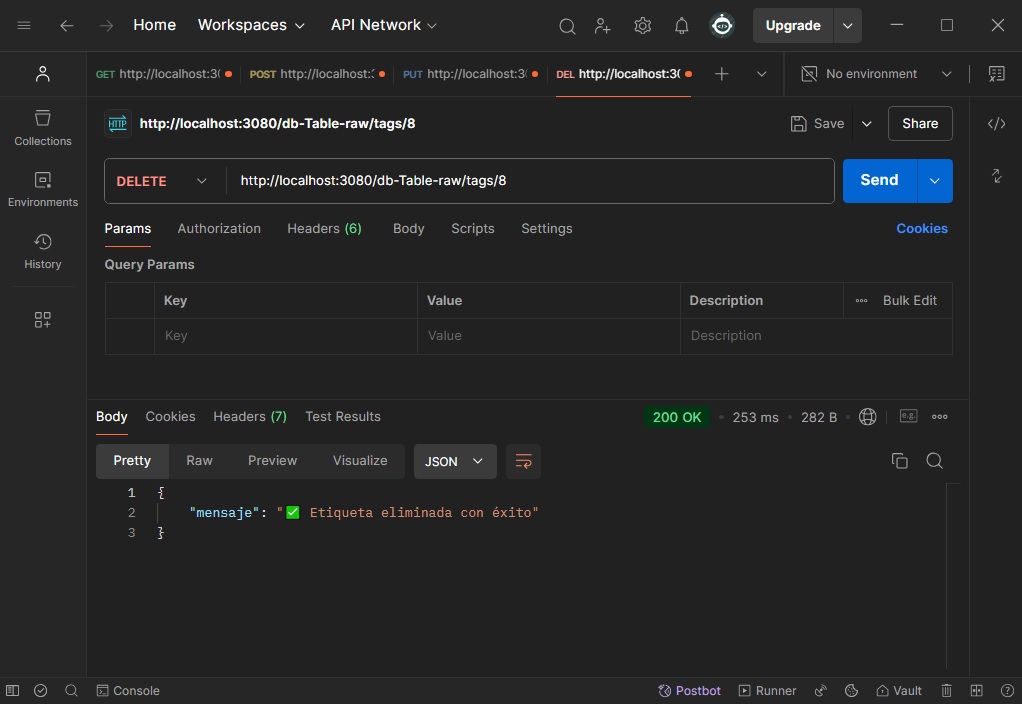 Home Workspaces API Network Upgrade
GET http://localhost:3( POST http://localhost: PUT http://localhost:3( DEL http://localhost:3( No environment
HTTP http://localhost:3080/db-Table-raw/tags/8 Save Share
Collections
Environments
History
DELETE http://localhost:3080/db-Table-raw/tags/8 Send
Params Authorization Headers (6) Body Scripts Settings Cookies
Query Params
Key Value Description Bulk Edit
Key Value Description
Body Cookies Headers (7) Test Results 200 OK • 253 ms • 282 B • e.g.
Pretty Raw Preview Visualize JSON
1 {
2 "mensaje": "✅ Etiqueta eliminada con éxito"
3 }
Console Postbot Runner Vault